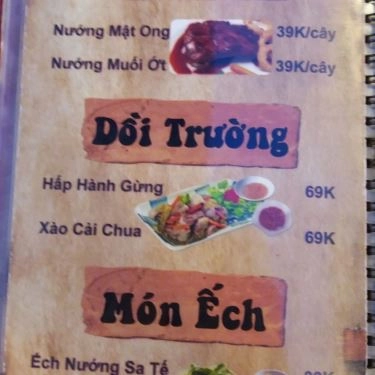 Nướng Mật Ong 39K/cây
Nướng Muối Ớt 39K/cây
Dồi Trường
Hấp Hành Gừng 69K
Xào Cải Chua 69K
Món Ếch
Ếch Nướng Sa Tế